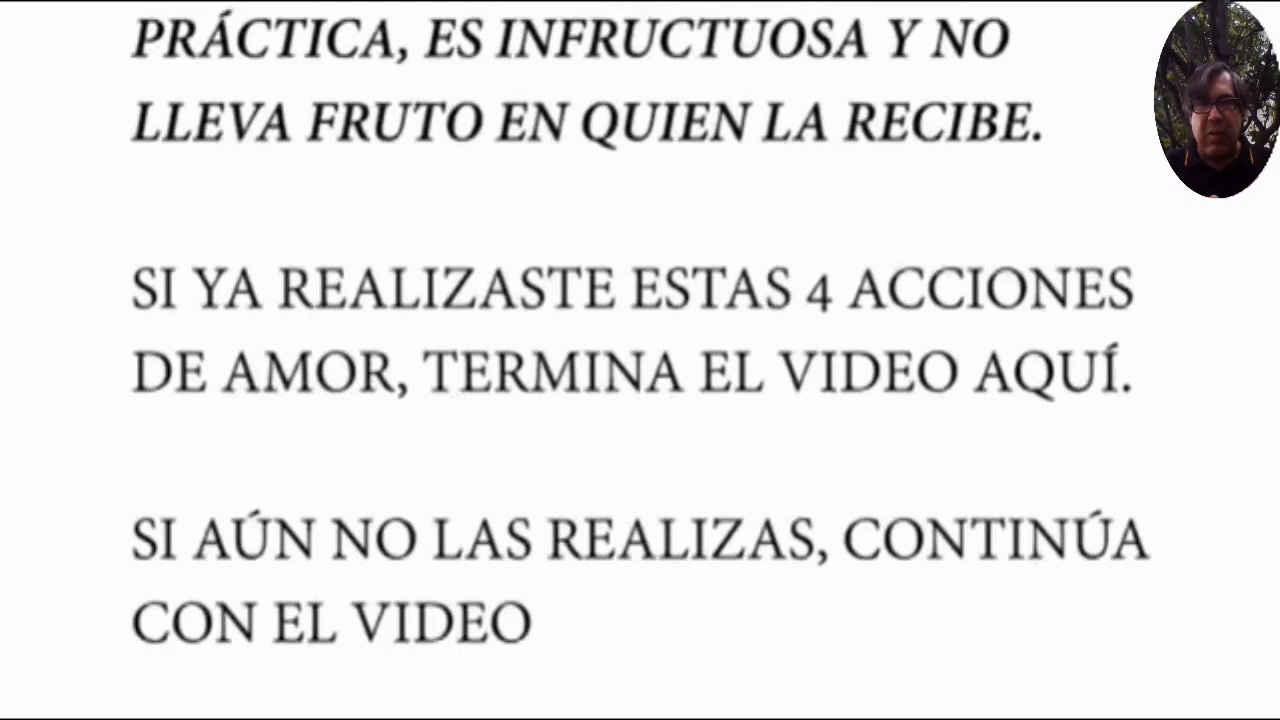 PRÁCTICA, ES INFRUCTUOSA Y NO
LLEVA FRUTO EN QUIEN LA RECIBE.
SI YA REALIZASTE ESTAS 4 ACCIONES
DE AMOR, TERMINA EL VIDEO AQUÍ.
SI AÚN NO LAS REALIZAS, CONTINÚA
CON EL VIDEO